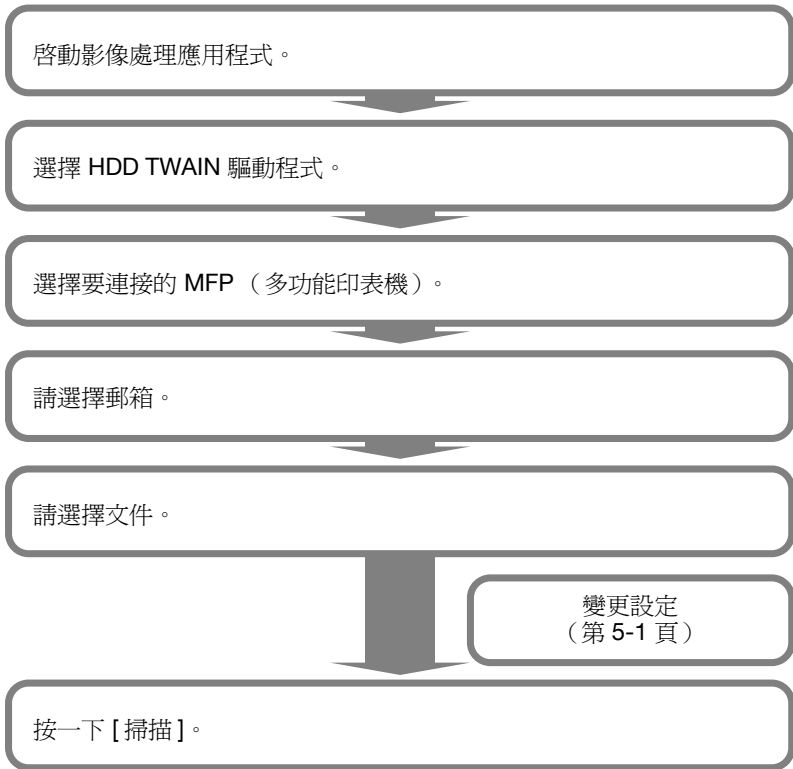 啓動影像處理應用程式。
選擇 HDD TWAIN 驅動程式。
選擇要連接的 MFP （多功能印表機）。
請選擇郵箱。
請選擇文件。
變更設定
（第 5-1 頁）
按一下 [ 掃描 ]。